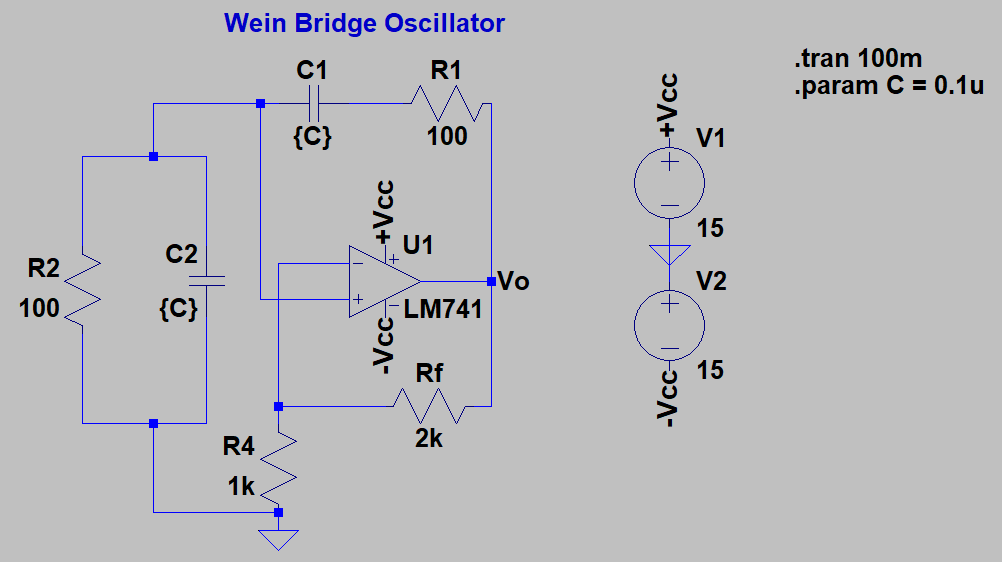 Wein Bridge Oscillator
.tran 100m
.param C = 0.1u
C1
{C}
R1
100
+Vcc
V1
15
R2
100
C2
{C}
+Vcc
U1
LM741
-Vcc
Vo
V2
15
-Vcc
Rf
2k
R4
1k